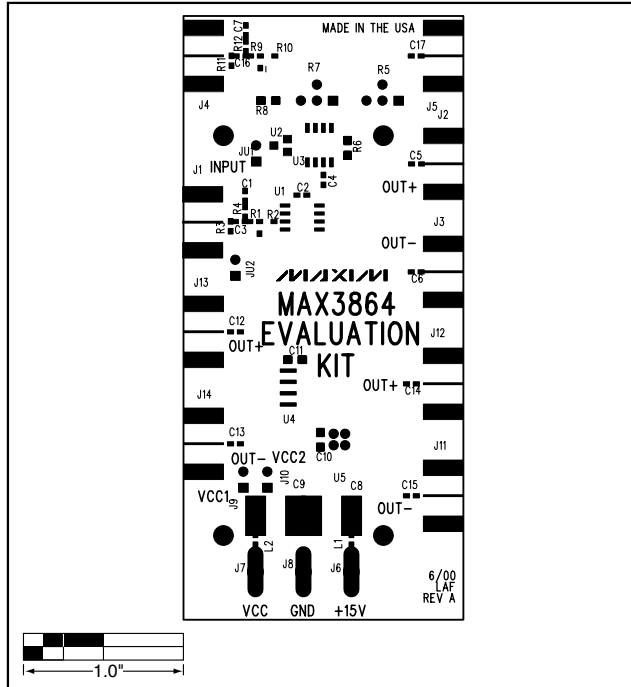 MADE IN THE USA
C7
R12
R11
C16
R9
R10
C17
R7
R5
J4
R8
J5
J2
U2
JU1
U3
R6
C5
INPUT
J1
C4
OUT+
C1
U1
C2
R4
R3
C3
R1
R2
J3
OUT-
JU2
C6
J13
MAXIM
MAX3864
EVALUATION
KIT
C12
OUT+
J12
C11
OUT+
C14
J14
U4
C13
C10
J11
OUT-
VCC2
J10
U5
VCC1
J9
C9
C8
C15
OUT-
L2
L1
J7
J8
J6
6/00
LAF
REV A
VCC
GND
+15V
1.0"